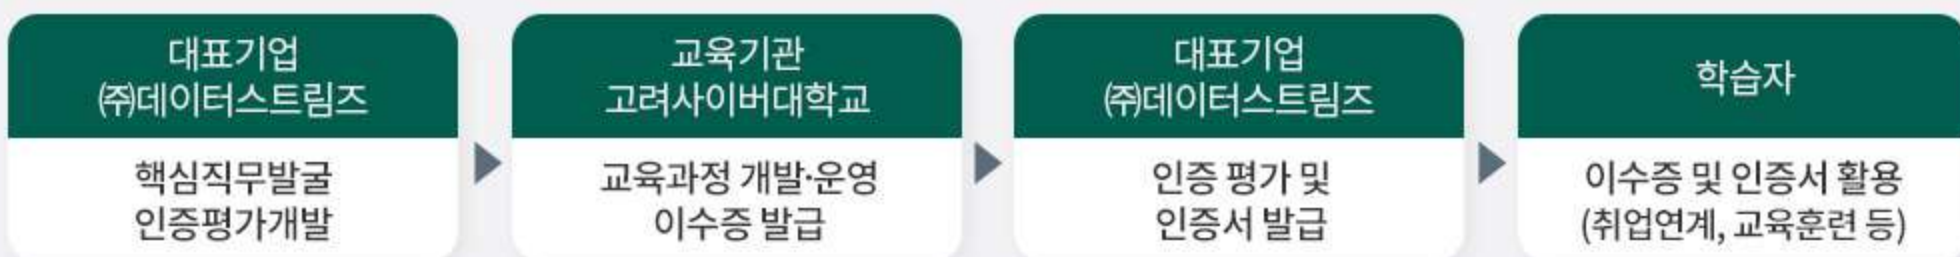 대표기업
㈜데이터스트림즈
핵심직무발굴
인증평가개발
교육기관
고려사이버대학교
교육과정 개발·운영
이수증 발급
대표기업
㈜데이터스트림즈
인증 평가 및
인증서 발급
학습자
이수증 및 인증서 활용
(취업연계, 교육훈련 등)